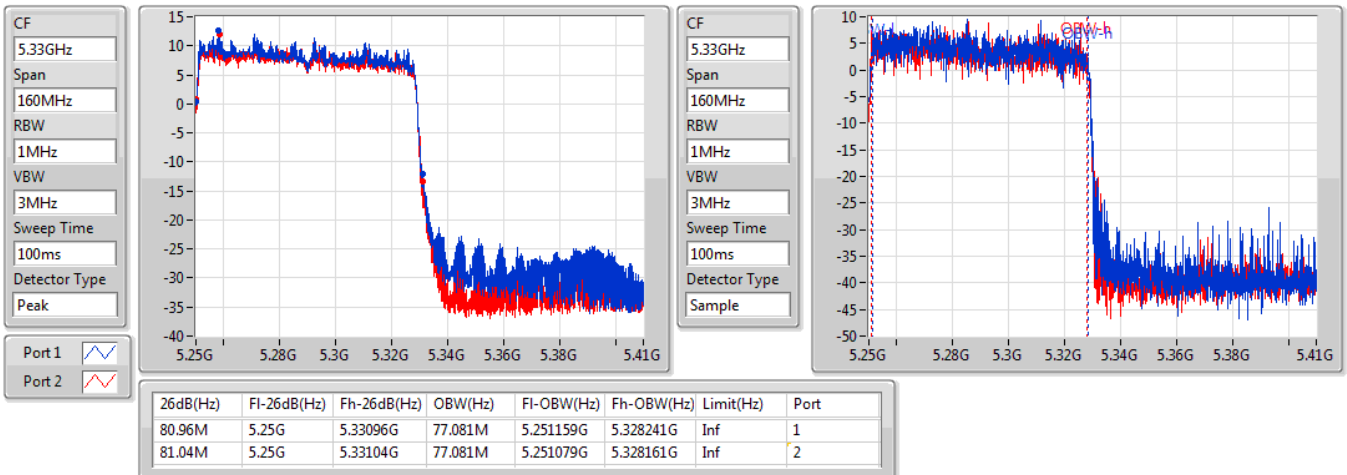 CF
5.33GHz
Span
160MHz
RBW
1MHz
VBW
3MHz
Sweep Time
100ms
Detector Type
Peak
Port 1
Port 2
15
10
5
0
-5
-10
-15
-20
-25
-30
-35
-40
5.25G 5.28G 5.3G 5.32G 5.34G 5.36G 5.38G 5.41G
CF
5.33GHz
Span
160MHz
RBW
1MHz
VBW
3MHz
Sweep Time
100ms
Detector Type
Sample
10
5
0
-5
-10
-15
-20
-25
-30
-35
-40
-45
-50
OBW-h
5.25G 5.28G 5.3G 5.32G 5.34G 5.36G 5.38G 5.41G
26dB(Hz) Fl-26dB(Hz) Fh-26dB(Hz) OBW(Hz) Fl-OBW(Hz) Fh-OBW(Hz) Limit(Hz) Port
80.96M 5.25G 5.33096G 77.081M 5.251159G 5.328241G Inf 1
81.04M 5.25G 5.33104G 77.081M 5.251079G 5.328161G Inf 2